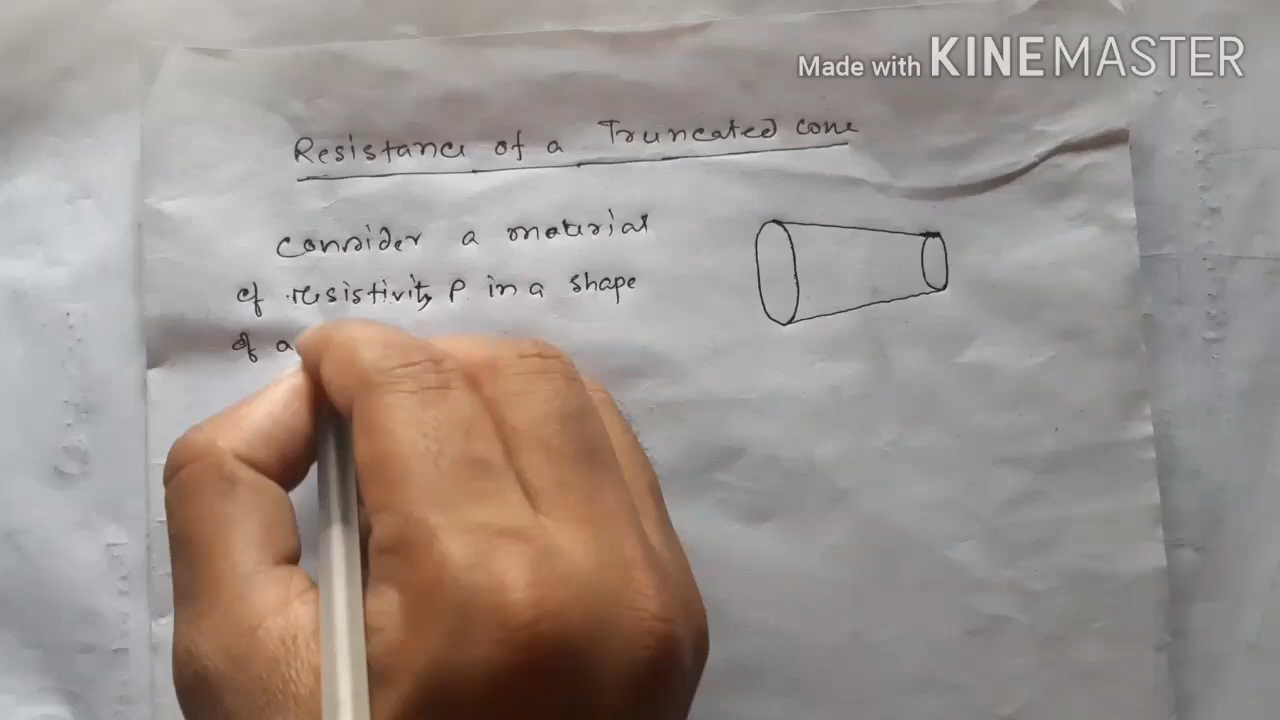 Made with KINEMASTER
Resistance of a Truncated cone
Consider a material
of resistivity ρ in a shape
of a